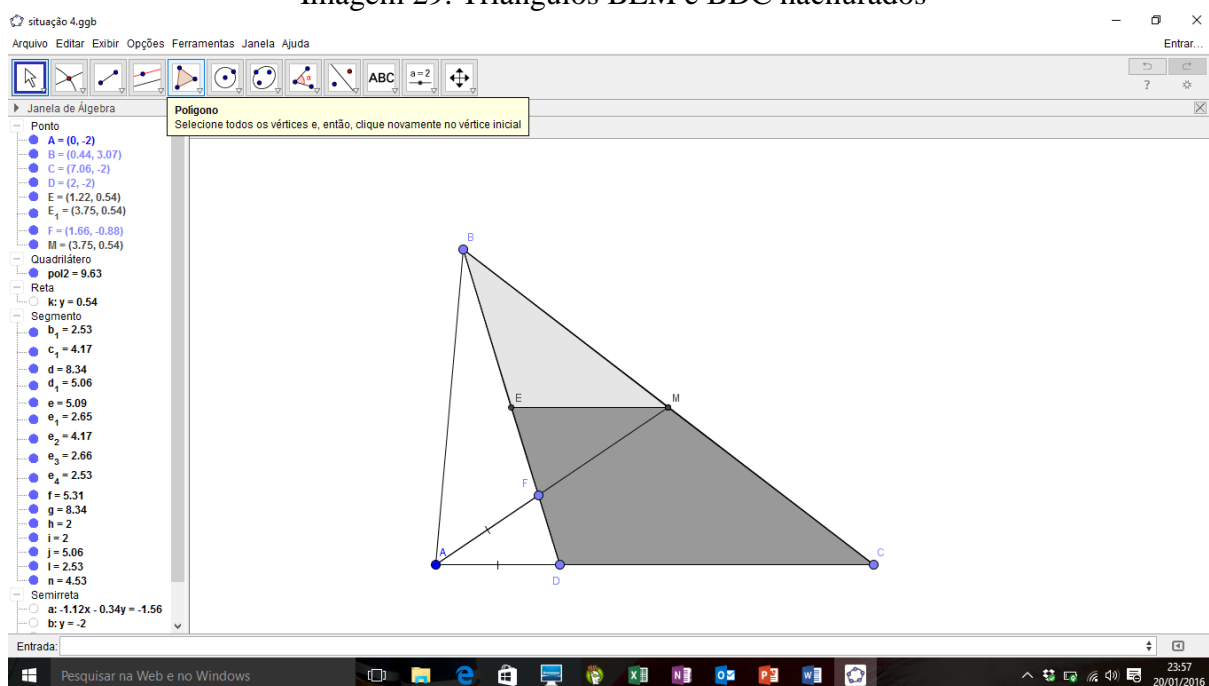 Imagem 29: Triângulos BEM e BDC hachurados
situação 4.ggb
Arquivo Editar Exibir Opções Ferramentas Janela Ajuda
Entrar...
ABC
a = 2
Janela de Álgebra
Polígono
Selecione todos os vértices e, então, clique novamente no vértice inicial
Ponto
A = (0, -2)
B = (0.44, 3.07)
C = (7.06, -2)
D = (2, -2)
E = (1.22, 0.54)
E₁ = (3.75, 0.54)
F = (1.66, -0.88)
M = (3.75, 0.54)
Quadrilátero
pol2 = 9.63
Reta
k: y = 0.54
Segmento
b₁ = 2.53
c₁ = 4.17
d = 8.34
d₁ = 5.06
e = 5.09
e₁ = 2.65
e₂ = 4.17
e₃ = 2.66
e₄ = 2.53
f = 5.31
g = 8.34
h = 2
i = 2
j = 5.06
l = 2.53
n = 4.53
Semirreta
a: -1.12x - 0.34y = -1.56
b: y = -2
B
E
M
F
A
D
C
Entrada:
Pesquisar na Web e no Windows
23:57
20/01/2016